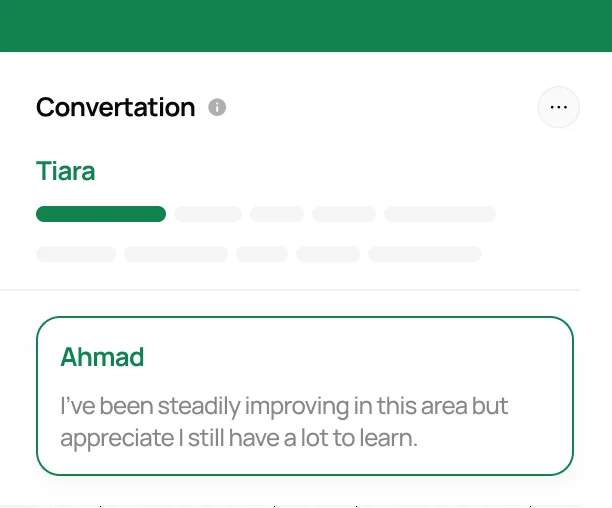 Convertation
Tiara
Ahmad
I've been steadily improving in this area but
appreciate I still have a lot to learn.